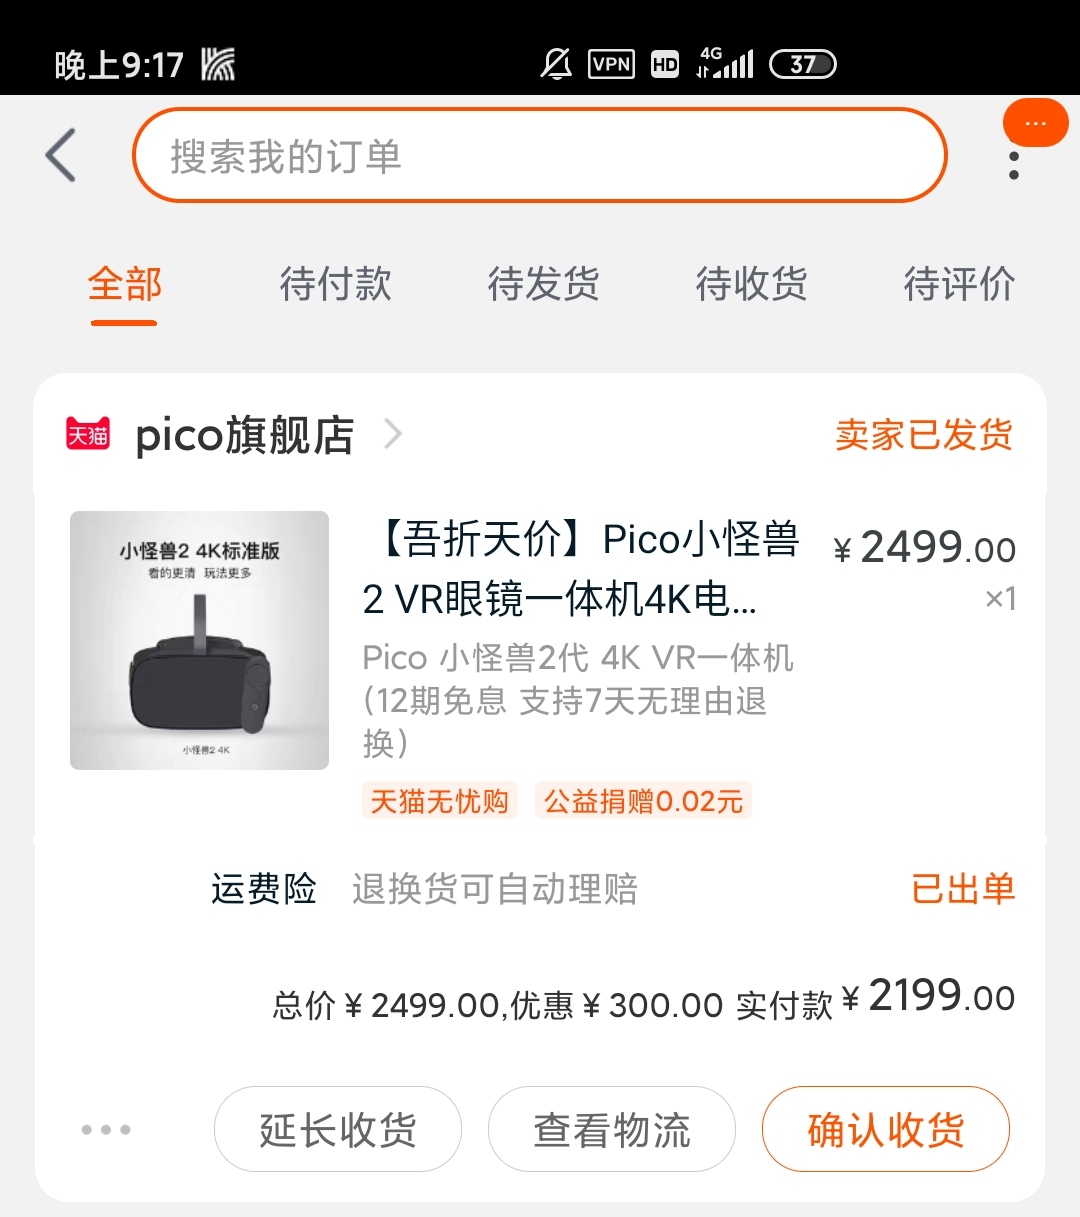 晚上9:17
VPN HD 4G 37
搜索我的订单
全部 待付款 待发货 待收货 待评价
天猫 pico旗舰店 卖家已发货
小怪兽2 4K标准版
看的更清 玩法更多
小怪兽2 4K
【吾折天价】Pico小怪兽 ¥2499.00
2 VR眼镜一体机4K电... ×1
Pico 小怪兽2代 4K VR一体机
(12期免息 支持7天无理由退
换)
天猫无忧购 公益捐赠0.02元
运费险 退换货可自动理赔 已出单
总价¥2499.00,优惠¥300.00 实付款¥2199.00
延长收货 查看物流 确认收货